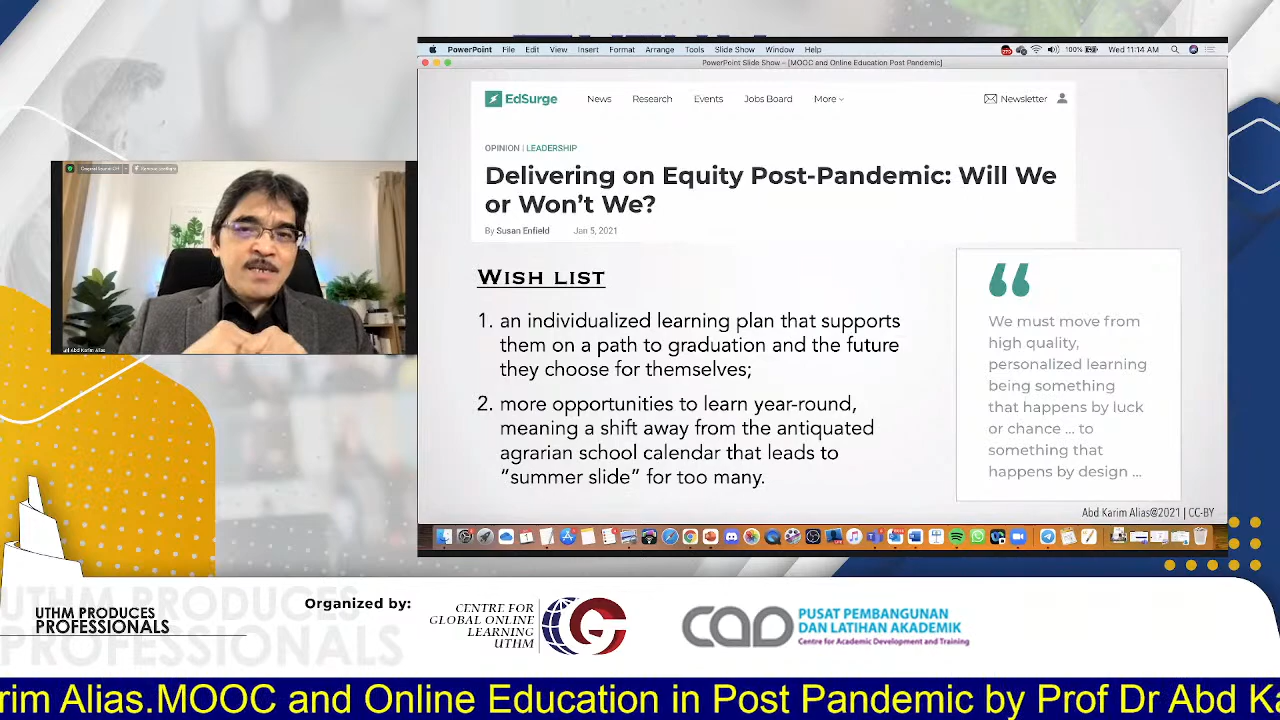 PowerPoint File Edit View Insert Format Arrange Tools Slide Show Window Help 100% Wed 11:14 AM
PowerPoint Slide Show - [MOOC and Online Education Post Pandemic]
EdSurge News Research Events Jobs Board More Newsletter
OPINION | LEADERSHIP
Delivering on Equity Post-Pandemic: Will We
or Won't We?
By Susan Enfield Jan 5, 2021
WISH LIST
1. an individualized learning plan that supports
them on a path to graduation and the future
they choose for themselves;
2. more opportunities to learn year-round,
meaning a shift away from the antiquated
agrarian school calendar that leads to
"summer slide" for too many.
“
We must move from
high quality,
personalized learning
being something
that happens by luck
or chance ... to
something that
happens by design ...
Abd Karim Alias@2021 | CC-BY
Abd Karim Alias
UTHM PRODUCES
PROFESSIONALS
UTHM PRODUCES
PROFESSIONALS
Organized by:
CENTRE FOR
GLOBAL ONLINE
LEARNING
UTHM
G
CAD
PUSAT PEMBANGUNAN
DAN LATIHAN AKADEMIK
Centre for Academic Development and Training
rim Alias.MOOC and Online Education in Post Pandemic by Prof Dr Abd Ka